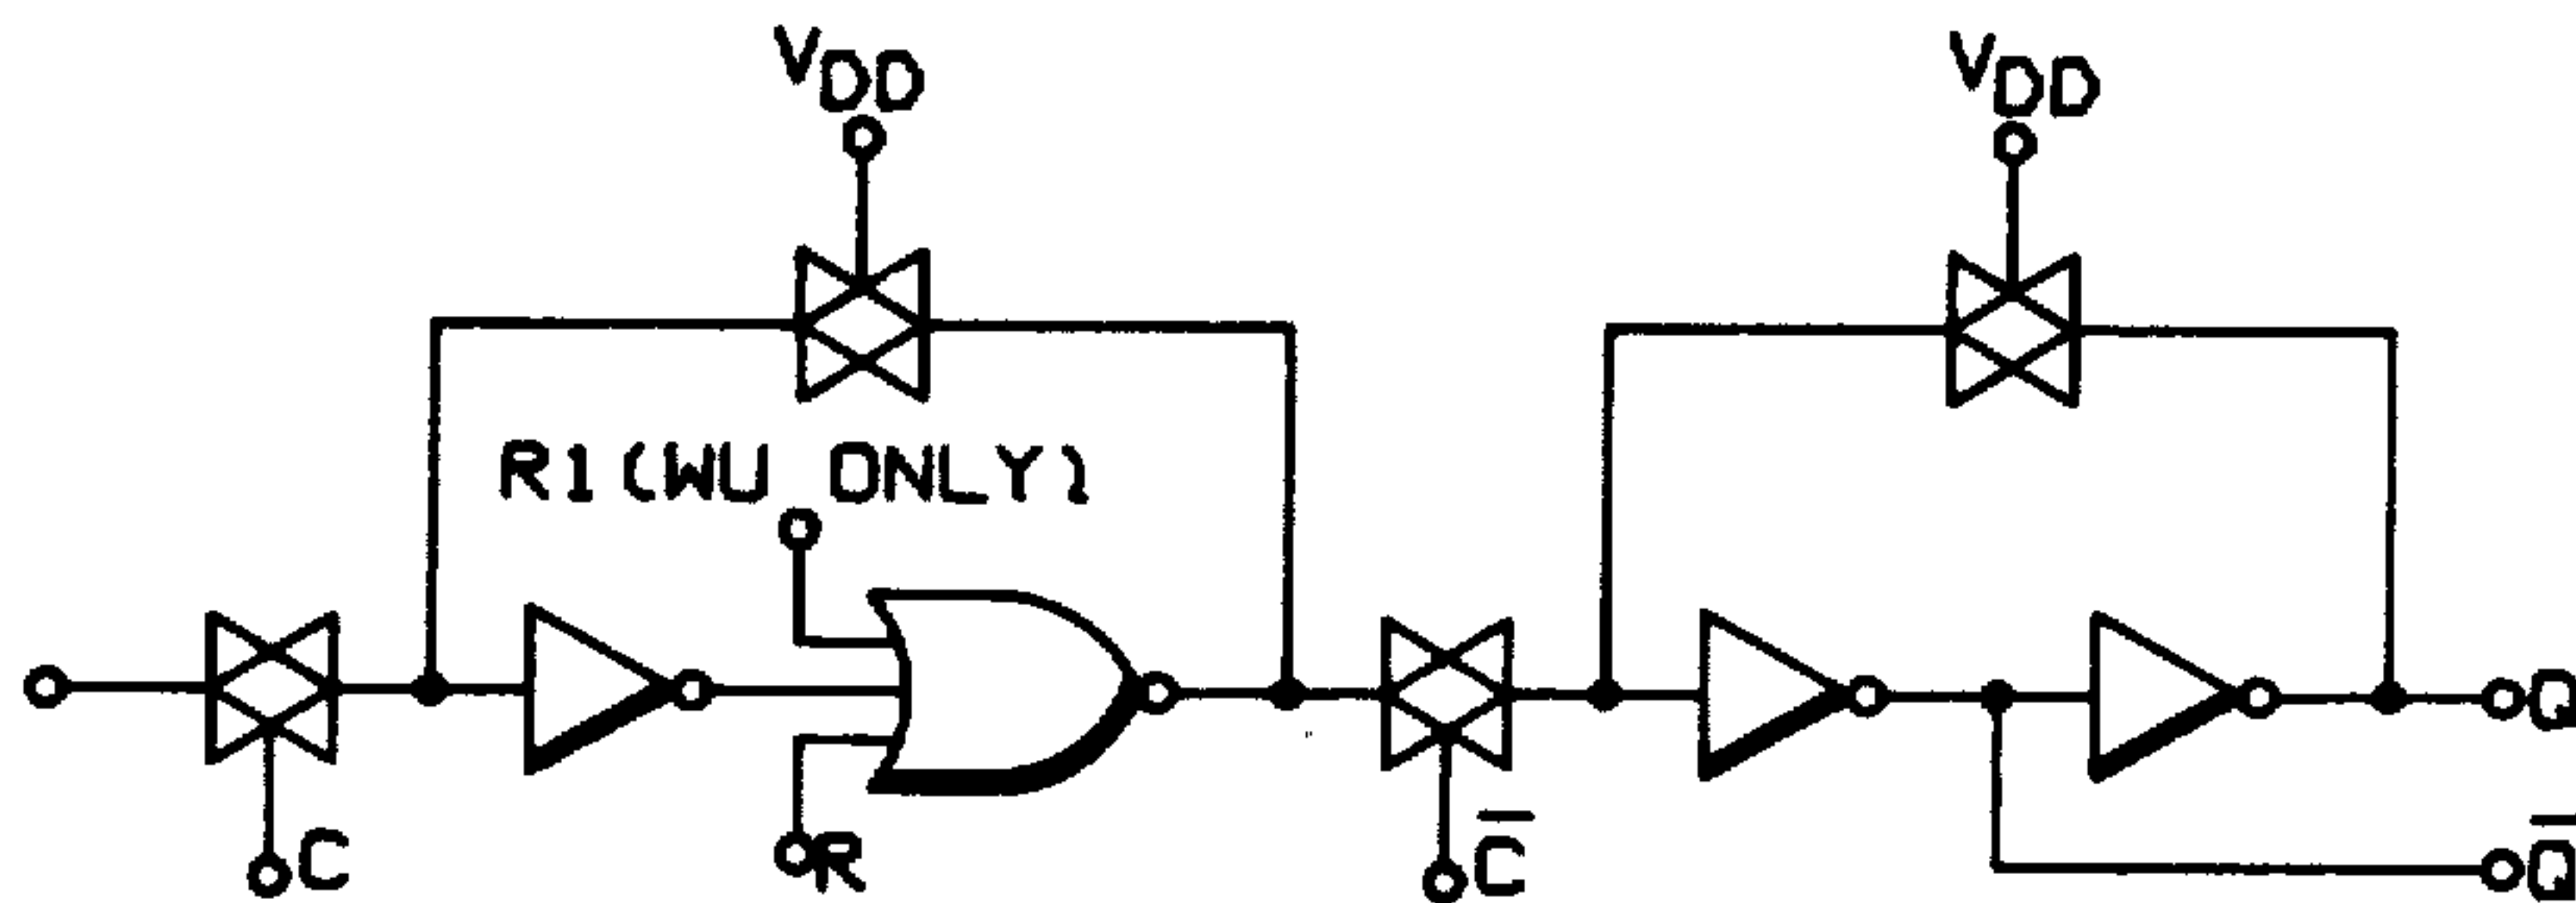 VDD
VDD
R1 (WU ONLY)
C
R
C̅
Q
Q̅